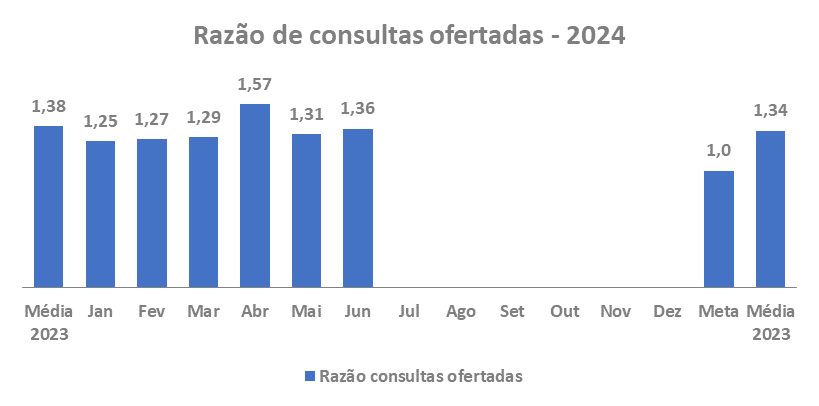 Razão de consultas ofertadas - 2024
1,38
1,25
1,27
1,29
1,57
1,31
1,36
1,0
1,34
Média 2023
Jan
Fev
Mar
Abr
Mai
Jun
Jul
Ago
Set
Out
Nov
Dez
Meta
Média 2023
Razão consultas ofertadas